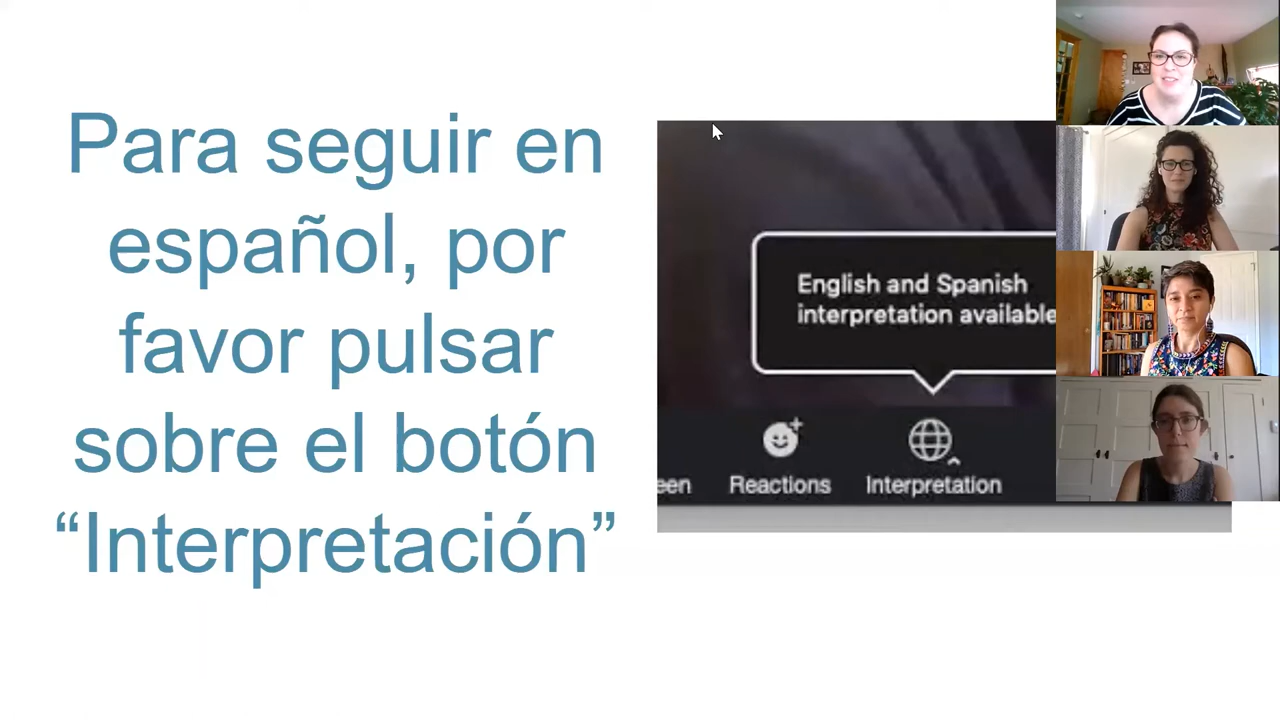 Para seguir en
español, por
favor pulsar
sobre el botón
“Interpretación”
English and Spanish
interpretation available
een Reactions Interpretation